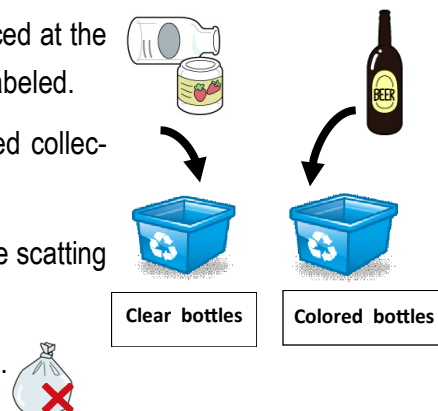 ced at the
abeled.
ed collec-
e scatting
.
BEER
Clear bottles
Colored bottles